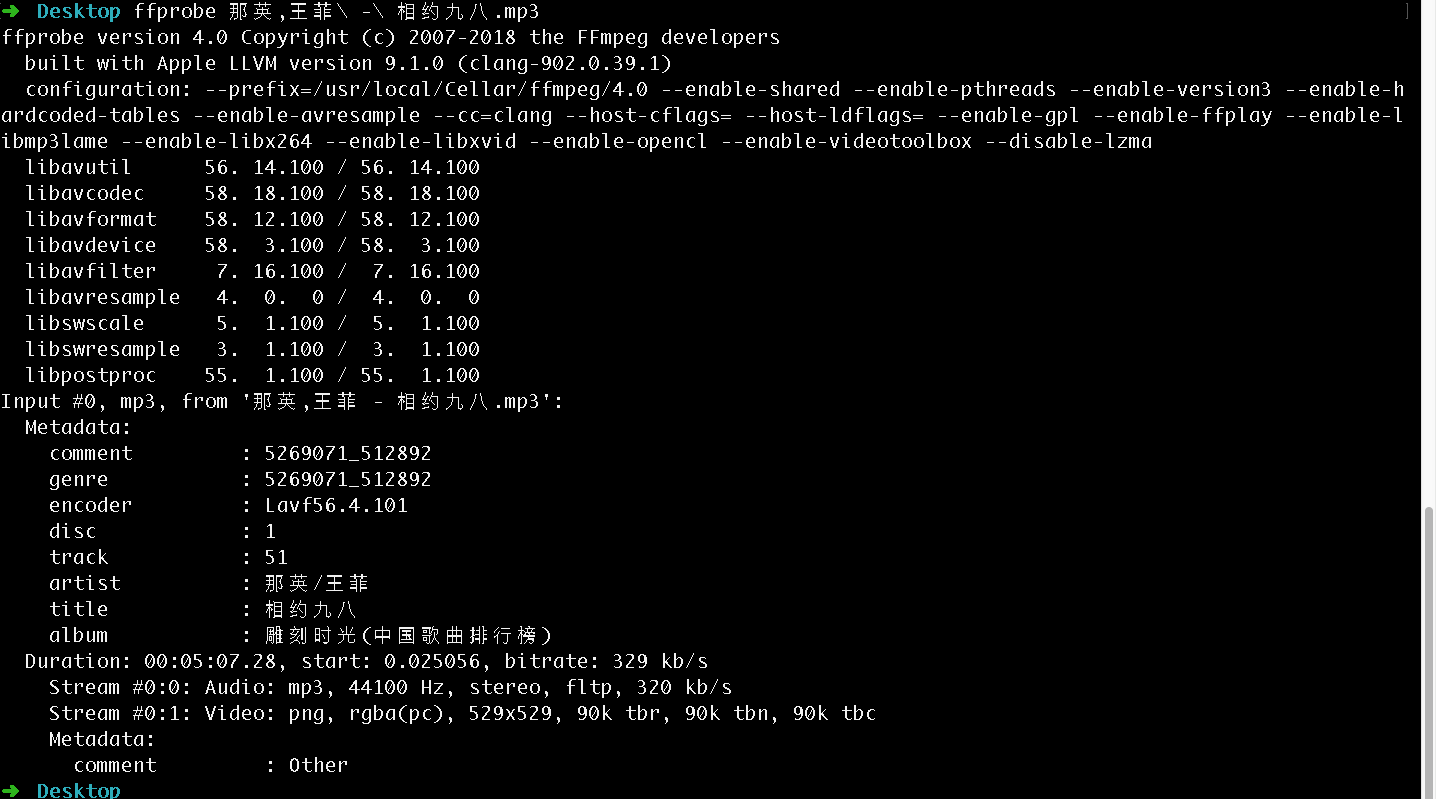 ➜ Desktop ffprobe 那英,王菲\ -\ 相约九八.mp3
ffprobe version 4.0 Copyright (c) 2007-2018 the FFmpeg developers
built with Apple LLVM version 9.1.0 (clang-902.0.39.1)
configuration: --prefix=/usr/local/Cellar/ffmpeg/4.0 --enable-shared --enable-pthreads --enable-version3 --enable-h
ardcoded-tables --enable-avresample --cc=clang --host-cflags= --host-ldflags= --enable-gpl --enable-ffplay --enable-l
ibmp3lame --enable-libx264 --enable-libxvid --enable-opencl --enable-videotoolbox --disable-lzma
libavutil 56. 14.100 / 56. 14.100
libavcodec 58. 18.100 / 58. 18.100
libavformat 58. 12.100 / 58. 12.100
libavdevice 58. 3.100 / 58. 3.100
libavfilter 7. 16.100 / 7. 16.100
libavresample 4. 0. 0 / 4. 0. 0
libswscale 5. 1.100 / 5. 1.100
libswresample 3. 1.100 / 3. 1.100
libpostproc 55. 1.100 / 55. 1.100
Input #0, mp3, from '那英,王菲 - 相约九八.mp3':
Metadata:
comment : 5269071_512892
genre : 5269071_512892
encoder : Lavf56.4.101
disc : 1
track : 51
artist : 那英/王菲
title : 相约九八
album : 雕刻时光(中国歌曲排行榜)
Duration: 00:05:07.28, start: 0.025056, bitrate: 329 kb/s
Stream #0:0: Audio: mp3, 44100 Hz, stereo, fltp, 320 kb/s
Stream #0:1: Video: png, rgba(pc), 529x529, 90k tbr, 90k tbn, 90k tbc
Metadata:
comment : Other
➜ Desktop